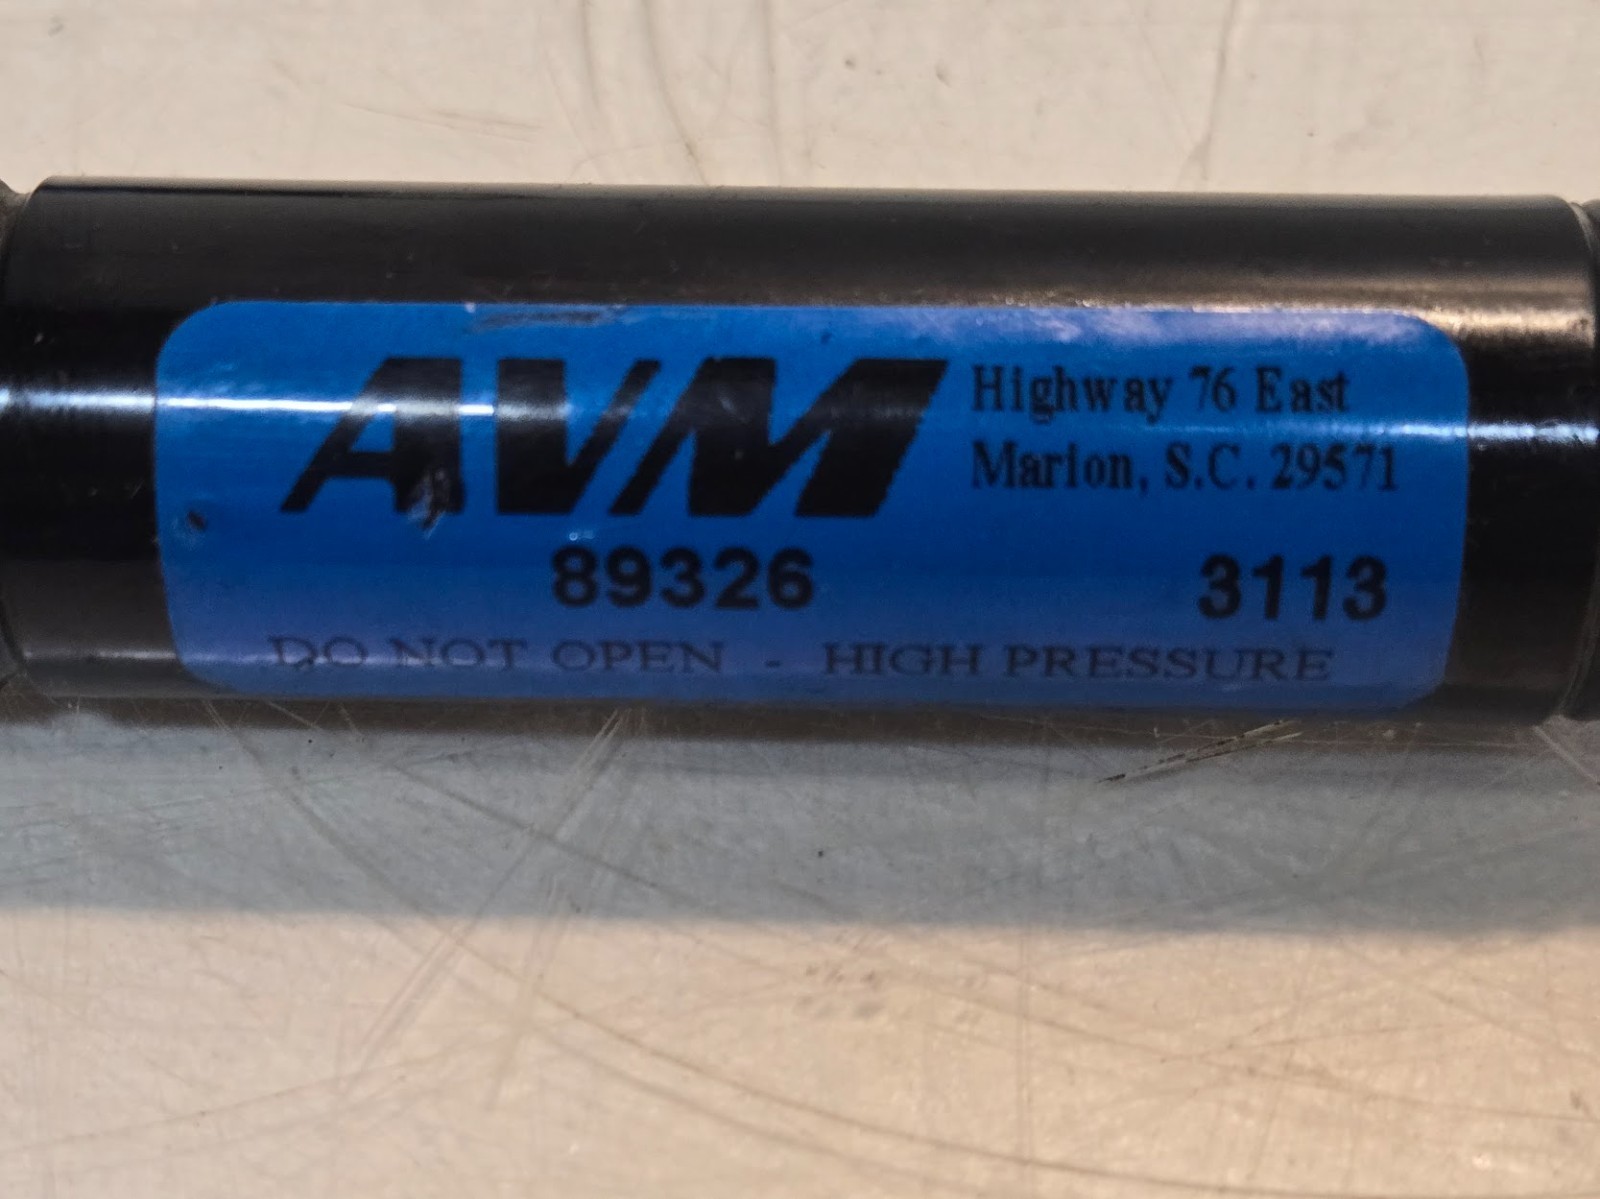 AVM
Highway 76 East
Marion, S.C. 29571
89326 3113
DO NOT OPEN - HIGH PRESSURE